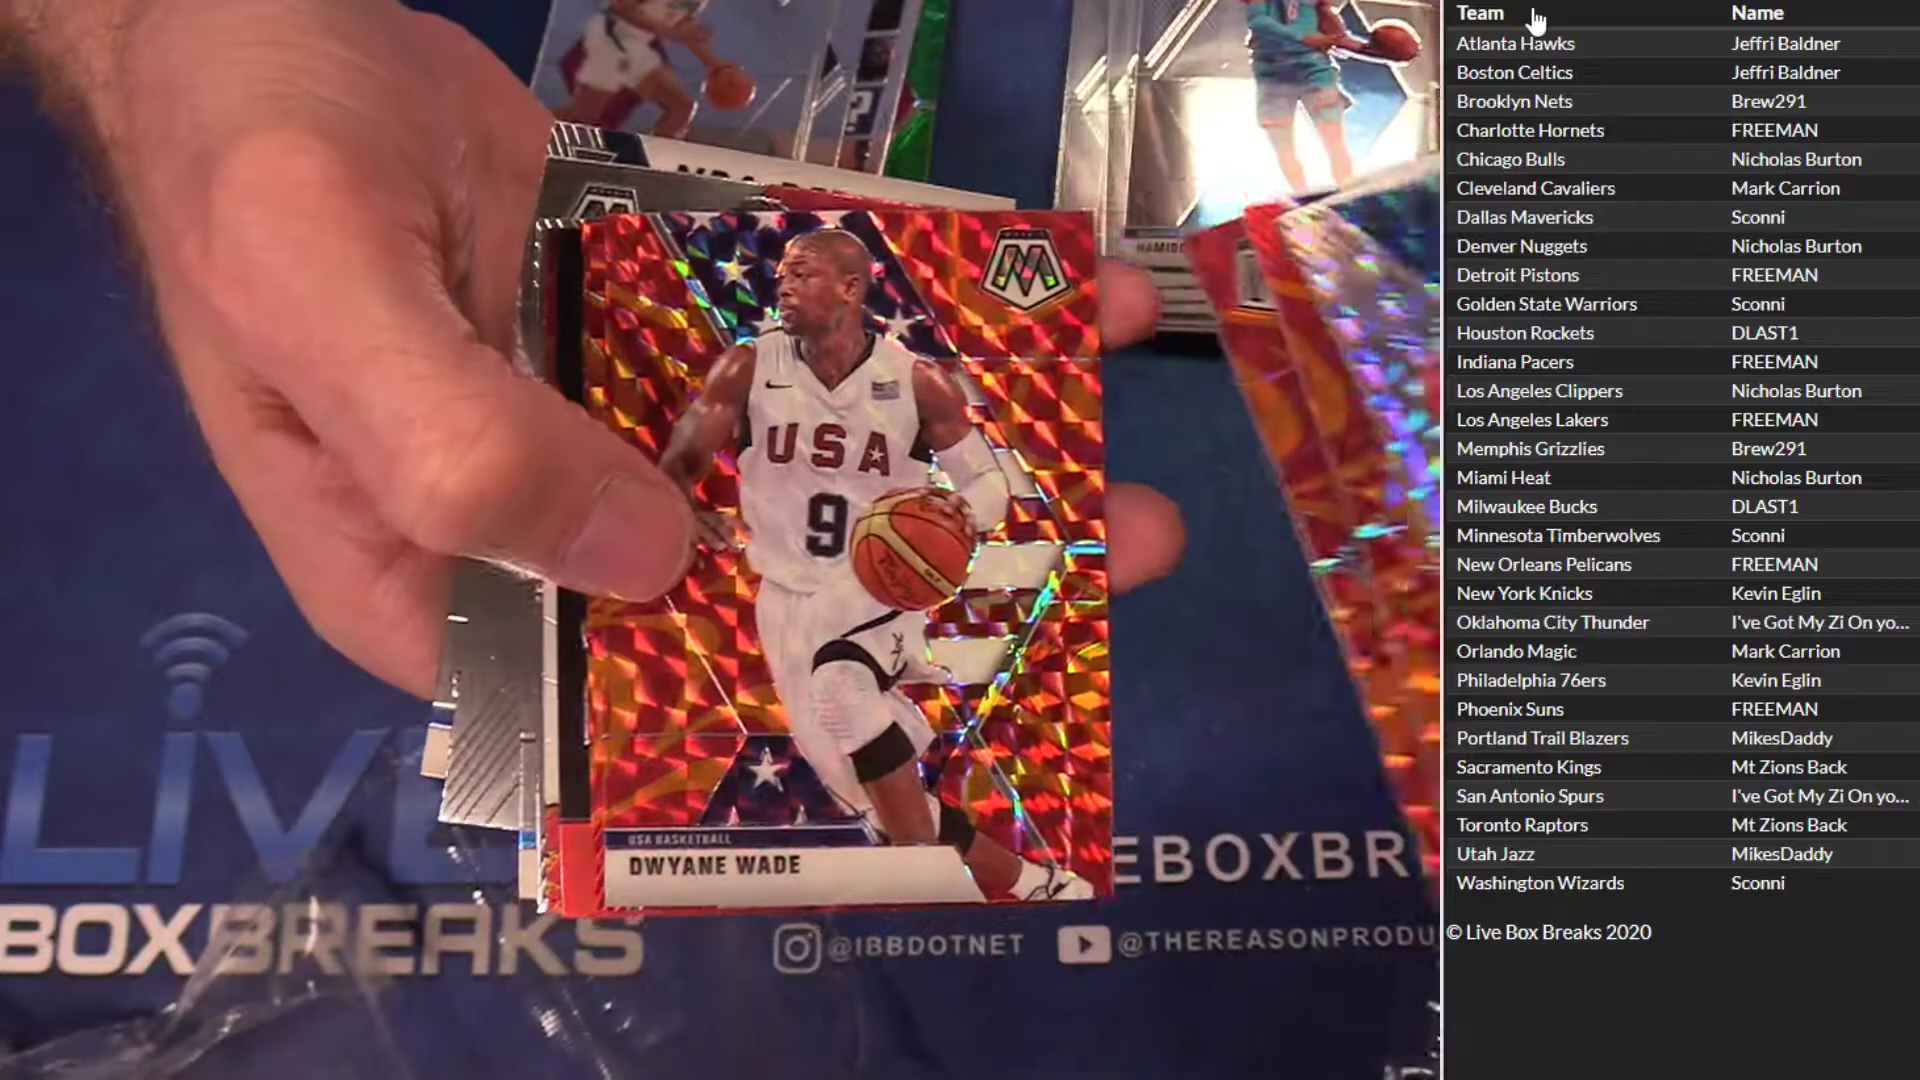 USA
9
USA BASKETBALL
DWYANE WADE
LIVE
BOXBREAKS
EBOXBR
@IBBDOTNET
@THEREASONPRODU
Team Name
Atlanta Hawks Jeffri Baldner
Boston Celtics Jeffri Baldner
Brooklyn Nets Brew291
Charlotte Hornets FREEMAN
Chicago Bulls Nicholas Burton
Cleveland Cavaliers Mark Carrion
Dallas Mavericks Sconni
Denver Nuggets Nicholas Burton
Detroit Pistons FREEMAN
Golden State Warriors Sconni
Houston Rockets DLAST1
Indiana Pacers FREEMAN
Los Angeles Clippers Nicholas Burton
Los Angeles Lakers FREEMAN
Memphis Grizzlies Brew291
Miami Heat Nicholas Burton
Milwaukee Bucks DLAST1
Minnesota Timberwolves Sconni
New Orleans Pelicans FREEMAN
New York Knicks Kevin Eglin
Oklahoma City Thunder I've Got My Zi On yo...
Orlando Magic Mark Carrion
Philadelphia 76ers Kevin Eglin
Phoenix Suns FREEMAN
Portland Trail Blazers MikesDaddy
Sacramento Kings Mt Zions Back
San Antonio Spurs I've Got My Zi On yo...
Toronto Raptors Mt Zions Back
Utah Jazz MikesDaddy
Washington Wizards Sconni
© Live Box Breaks 2020